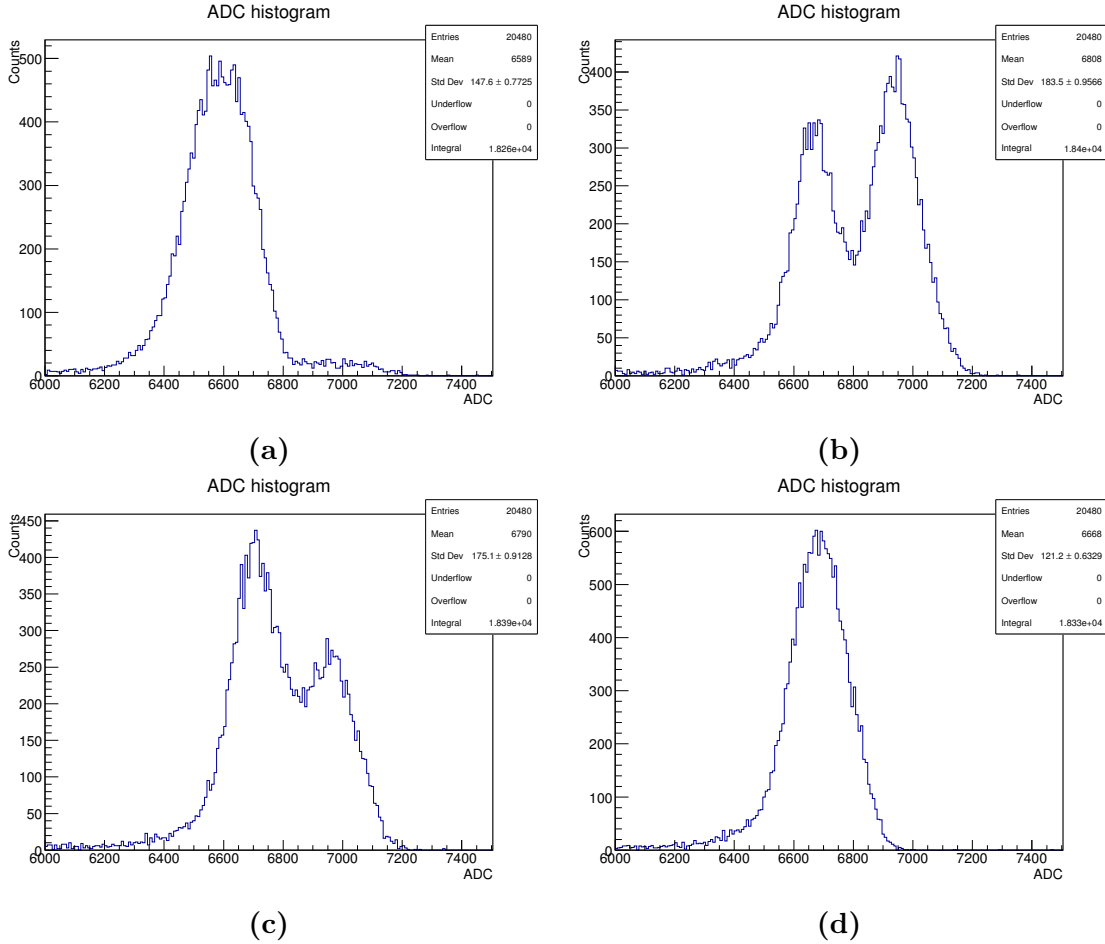 ADC histogram
Counts
500
400
300
200
100
0
6000 6200 6400 6600 6800 7000 7200 7400
ADC
Entries 20480
Mean 6589
Std Dev 147.6 ± 0.7725
Underflow 0
Overflow 0
Integral 1.826e+04
(a)
ADC histogram
Counts
400
350
300
250
200
150
100
50
0
6000 6200 6400 6600 6800 7000 7200 7400
ADC
Entries 20480
Mean 6808
Std Dev 183.5 ± 0.9566
Underflow 0
Overflow 0
Integral 1.84e+04
(b)
ADC histogram
Counts
450
400
350
300
250
200
150
100
50
0
6000 6200 6400 6600 6800 7000 7200 7400
ADC
Entries 20480
Mean 6790
Std Dev 175.1 ± 0.9128
Underflow 0
Overflow 0
Integral 1.839e+04
(c)
ADC histogram
Counts
600
500
400
300
200
100
0
6000 6200 6400 6600 6800 7000 7200 7400
ADC
Entries 20480
Mean 6668
Std Dev 121.2 ± 0.6329
Underflow 0
Overflow 0
Integral 1.833e+04
(d)